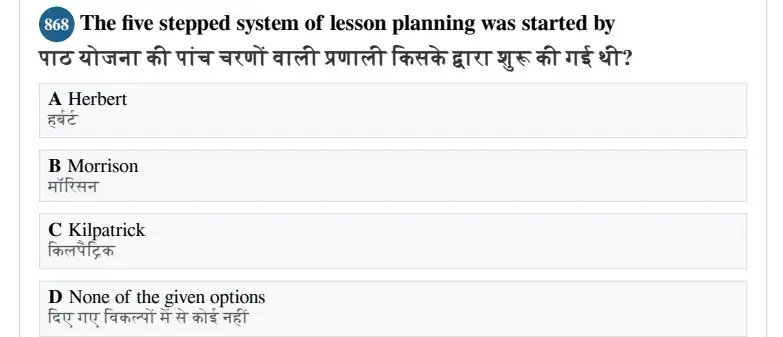 868 The five stepped system of lesson planning was started by
पाठ योजना की पांच चरणों वाली प्रणाली किसके द्वारा शुरू की गई थी?
A Herbert
हर्बर्ट
B Morrison
मॉरिसन
C Kilpatrick
किलपैट्रिक
D None of the given options
दिए गए विकल्पों में से कोई नहीं